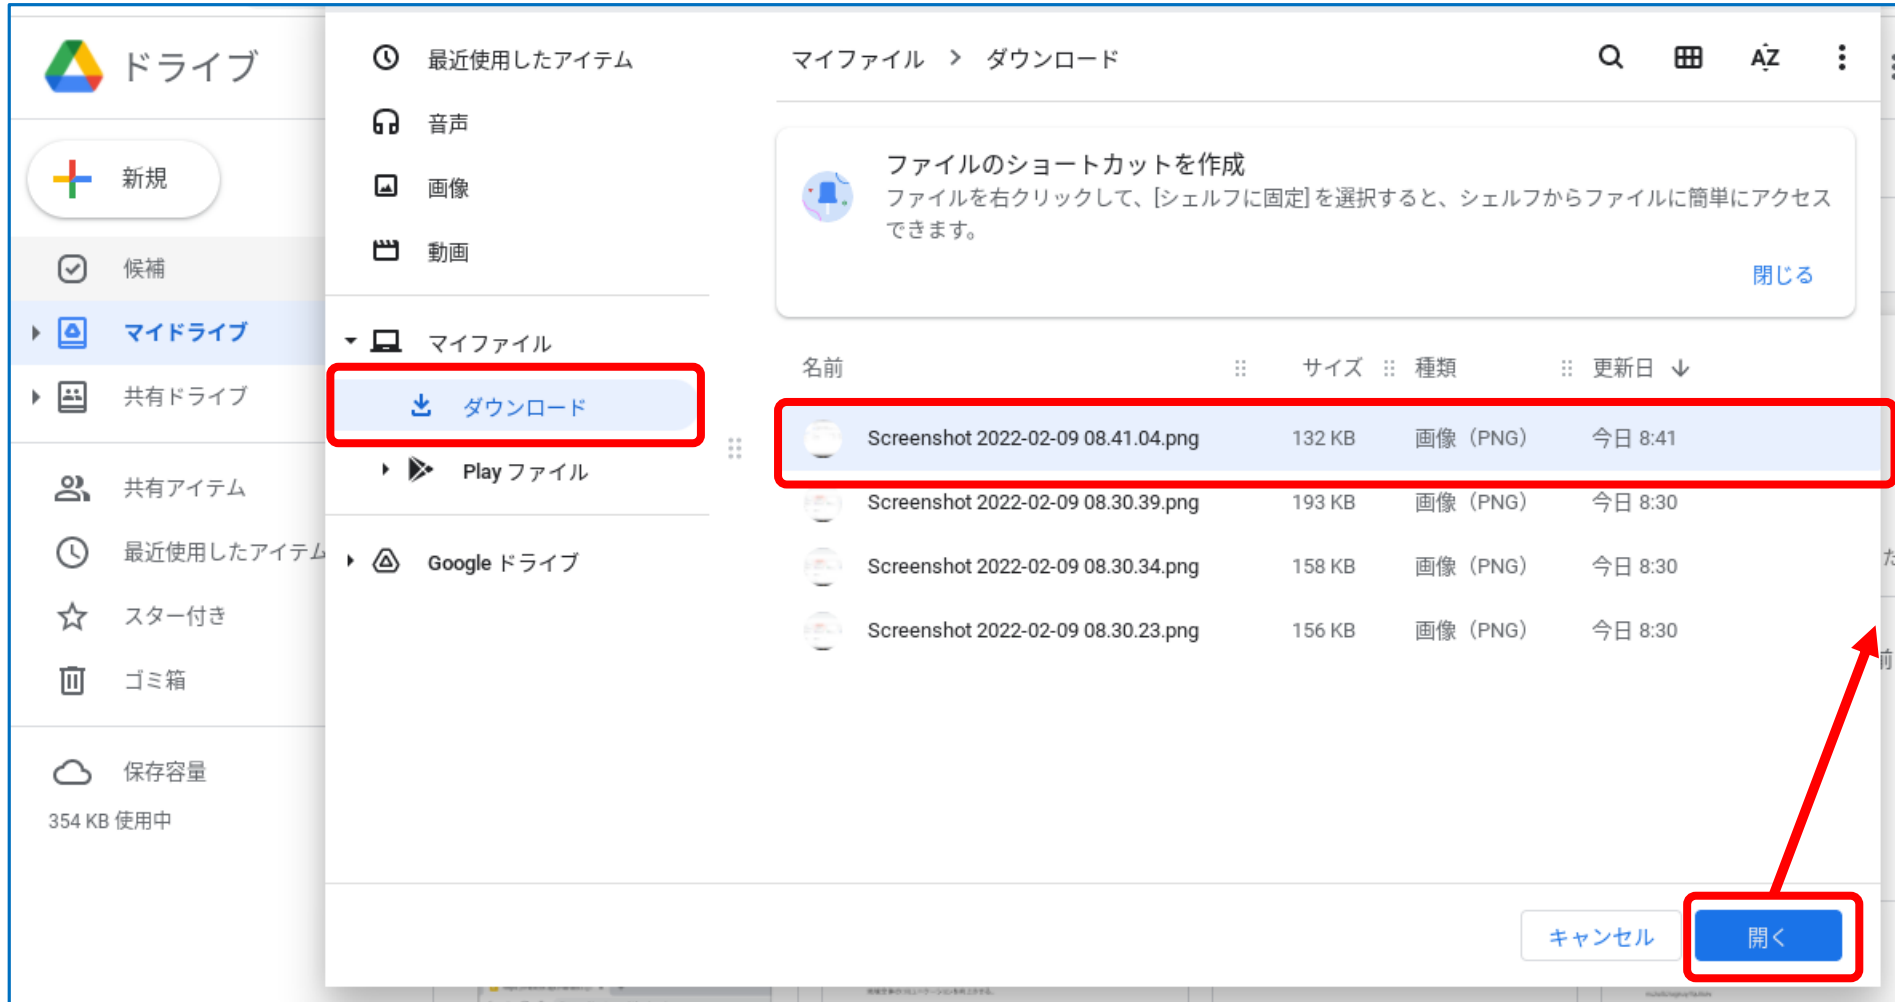 ドライブ
新規
候補
マイドライブ
共有ドライブ
共有アイテム
最近使用したアイテム
スター付き
ゴミ箱
保存容量
354 KB 使用中
最近使用したアイテム
音声
画像
動画
マイファイル
ダウンロード
Play ファイル
Google ドライブ
マイファイル > ダウンロード
AZ
ファイルのショートカットを作成
ファイルを右クリックして、[シェルフに固定] を選択すると、シェルフからファイルに簡単にアクセス
できます。
閉じる
名前 サイズ 種類 更新日
Screenshot 2022-02-09 08.41.04.png 132 KB 画像（PNG） 今日 8:41
Screenshot 2022-02-09 08.30.39.png 193 KB 画像（PNG） 今日 8:30
Screenshot 2022-02-09 08.30.34.png 158 KB 画像（PNG） 今日 8:30
Screenshot 2022-02-09 08.30.23.png 156 KB 画像（PNG） 今日 8:30
キャンセル
開く